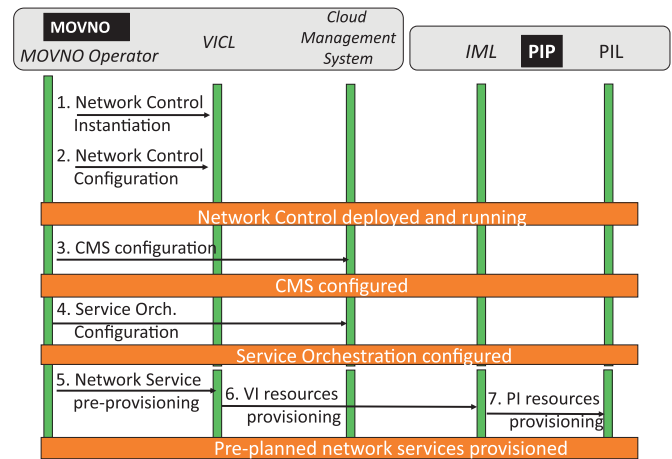 MOVNO
MOVNO Operator
VICL
Cloud
Management
System
IML
PIP
PIL
1. Network Control
Instantiation
2. Network Control
Configuration
Network Control deployed and running
3. CMS configuration
CMS configured
4. Service Orch.
Configuration
Service Orchestration configured
5. Network Service
pre-provisioning
6. VI resources
provisioning
7. PI resources
provisioning
Pre-planned network services provisioned